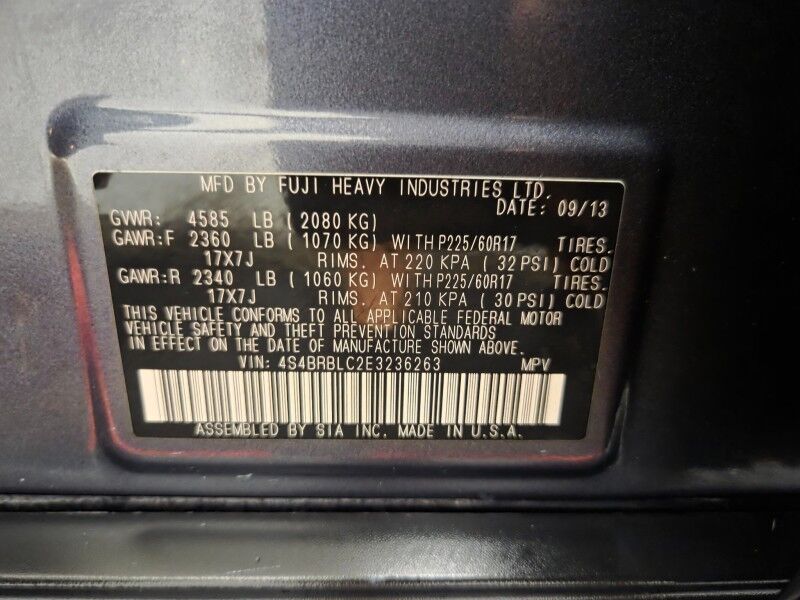 MFD BY FUJI HEAVY INDUSTRIES LTD.
DATE: 09/13
GVWR: 4585 LB (2080 KG)
GAWR:F 2360 LB (1070 KG) WITH P225/60R17 TIRES.
17X7J RIMS. AT 220 KPA (32 PSI) COLD
GAWR:R 2340 LB (1060 KG) WITH P225/60R17 TIRES.
17X7J RIMS. AT 210 KPA (30 PSI) COLD
THIS VEHICLE CONFORMS TO ALL APPLICABLE FEDERAL MOTOR
VEHICLE SAFETY AND THEFT PREVENTION STANDARDS
IN EFFECT ON THE DATE OF MANUFACTURE SHOWN ABOVE.
VIN: 4S4BRBLC2E3236263 MPV
ASSEMBLED BY SIA INC. MADE IN U.S.A.